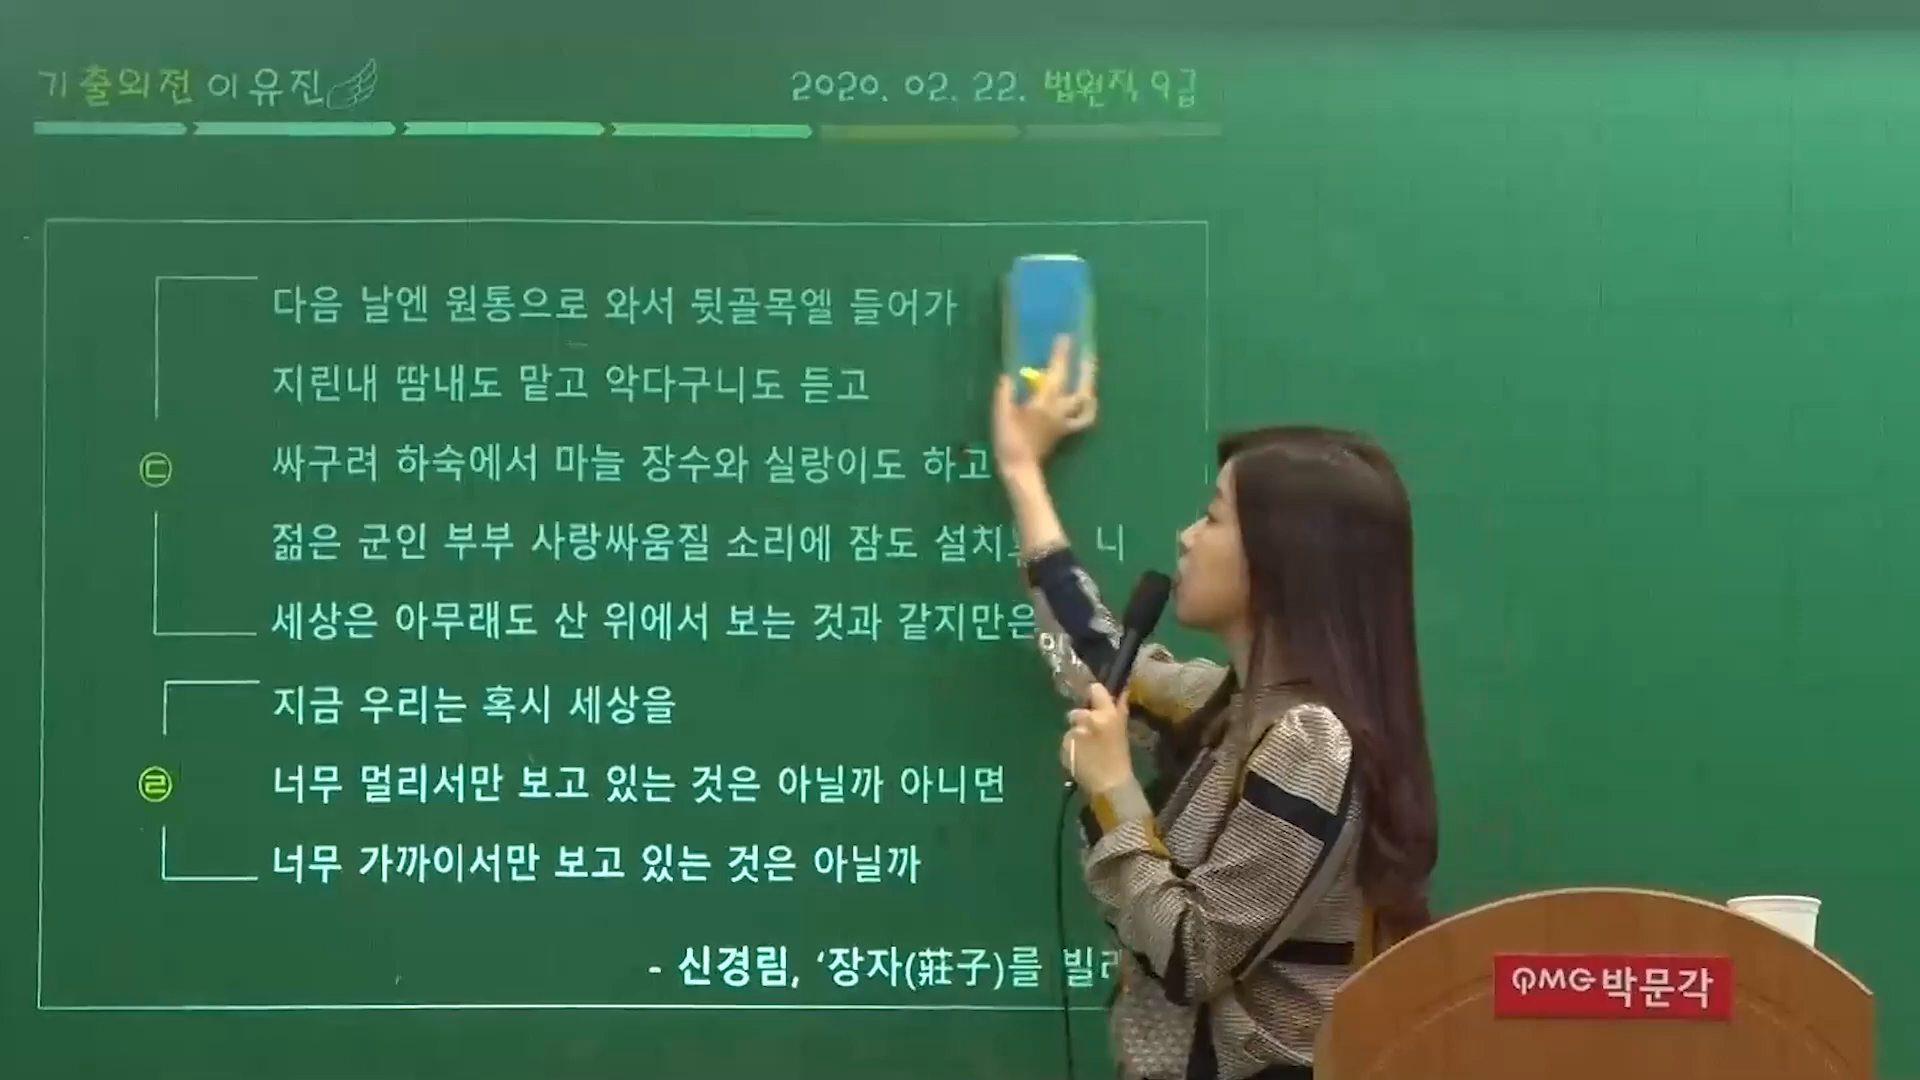 기출외전 이유진
2020. 02. 22. 법원직 9급
다음 날엔 원통으로 와서 뒷골목엘 들어가
지린내 땀내도 맡고 악다구니도 듣고
㉢ 싸구려 하숙에서 마늘 장수와 실랑이도 하고
젊은 군인 부부 사랑싸움질 소리에 잠도 니
세상은 아무래도 산 위에서 보는 것과 같지만은
지금 우리는 혹시 세상을
㉣ 너무 멀리서만 보고 있는 것은 아닐까 아니면
너무 가까이서만 보고 있는 것은 아닐까
- 신경림, ‘장자(莊子)를
PMG 박문각